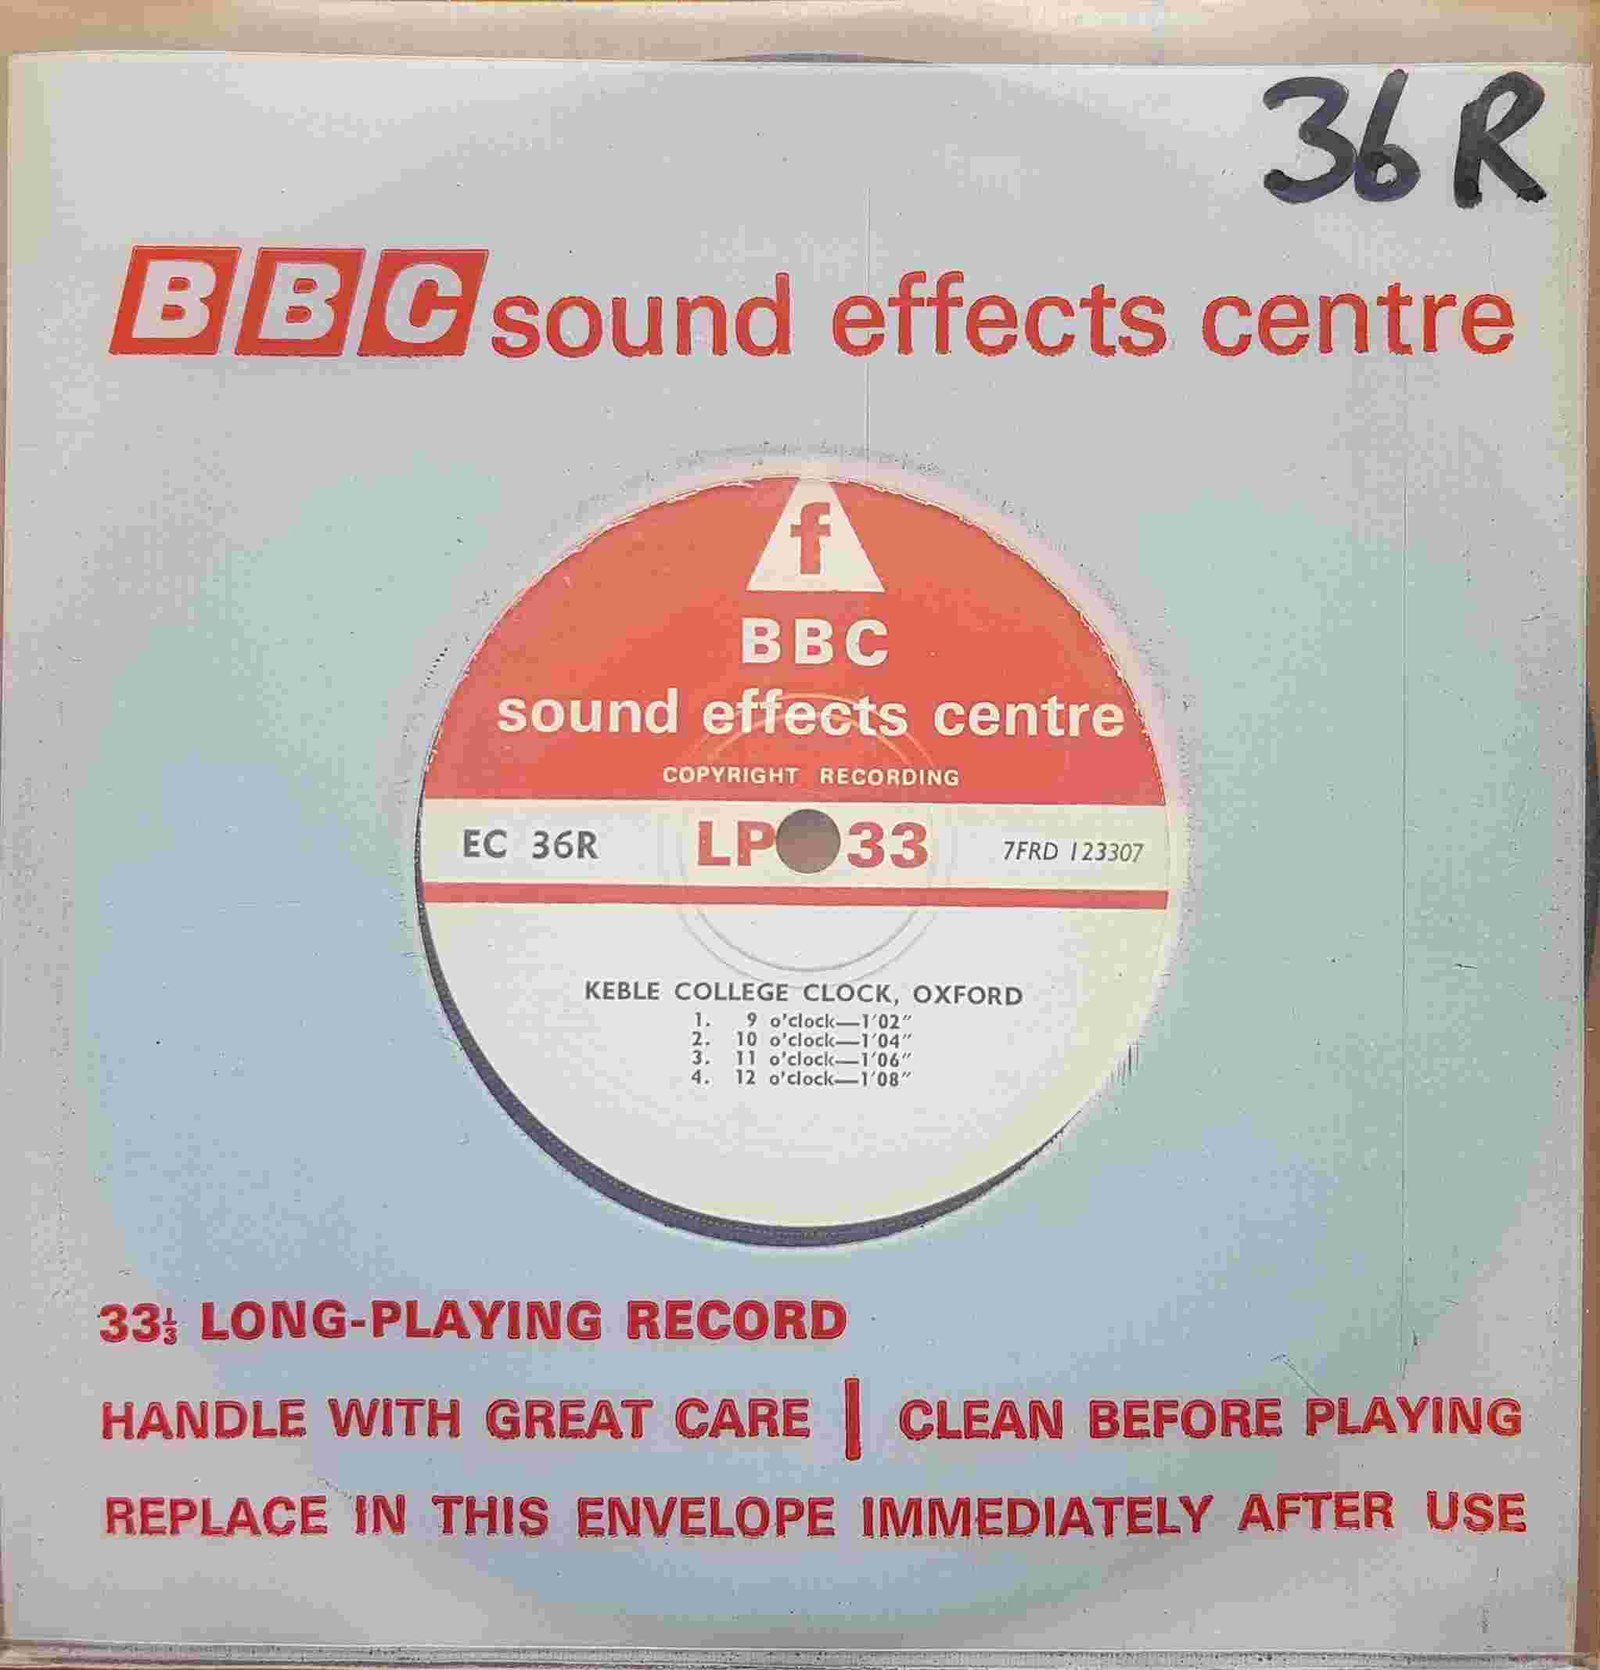 36 R
BBC sound effects centre
f
BBC
sound effects centre
COPYRIGHT RECORDING
EC 36R LP 33 7FRD 123307
KEBLE COLLEGE CLOCK, OXFORD
1. 9 o'clock—1'02"
2. 10 o'clock—1'04"
3. 11 o'clock—1'06"
4. 12 o'clock—1'08"
33⅓ LONG-PLAYING RECORD
HANDLE WITH GREAT CARE | CLEAN BEFORE PLAYING
REPLACE IN THIS ENVELOPE IMMEDIATELY AFTER USE